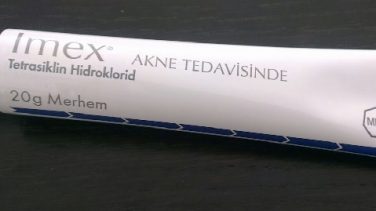 Imex®
Tetrasiklin Hidroklorid
AKNE TEDAVİSİNDE
20g Merhem